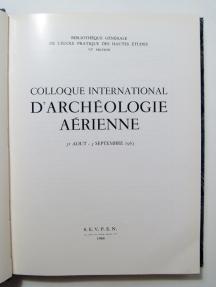 BIBLIOTHÈQUE GÉNÉRALE
DE L'ÉCOLE PRATIQUE DES HAUTES ÉTUDES
VIe SECTION
COLLOQUE INTERNATIONAL
D'ARCHÉOLOGIE
AÉRIENNE
31 AOUT - 3 SEPTEMBRE 1963
S.E.V.P.E.N.